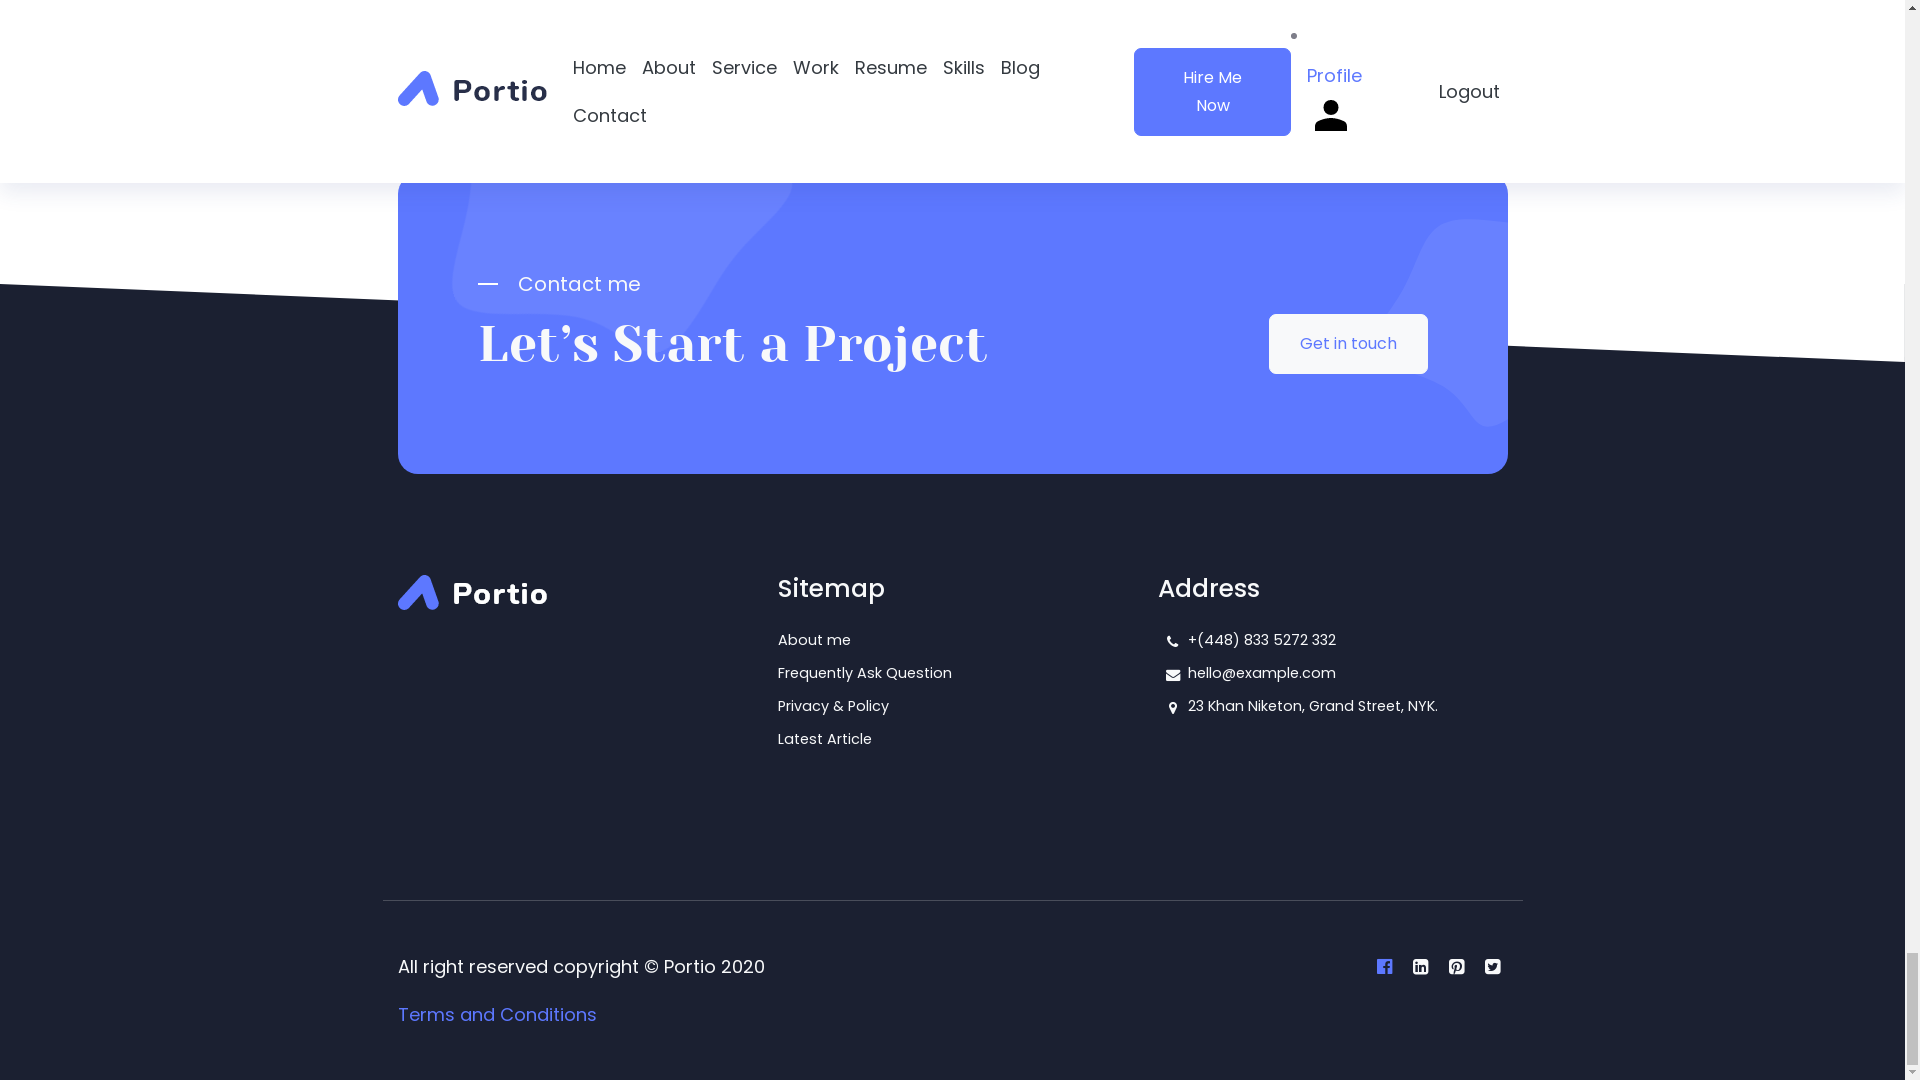 Portio
Home About Service Work Resume Skills Blog
Contact
Hire Me
Now
Profile
Logout
Contact me
Let’s Start a Project
Get in touch
Portio
Sitemap
About me
Frequently Ask Question
Privacy & Policy
Latest Article
Address
+(448) 833 5272 332
hello@example.com
23 Khan Niketon, Grand Street, NYK.
All right reserved copyright © Portio 2020
Terms and Conditions